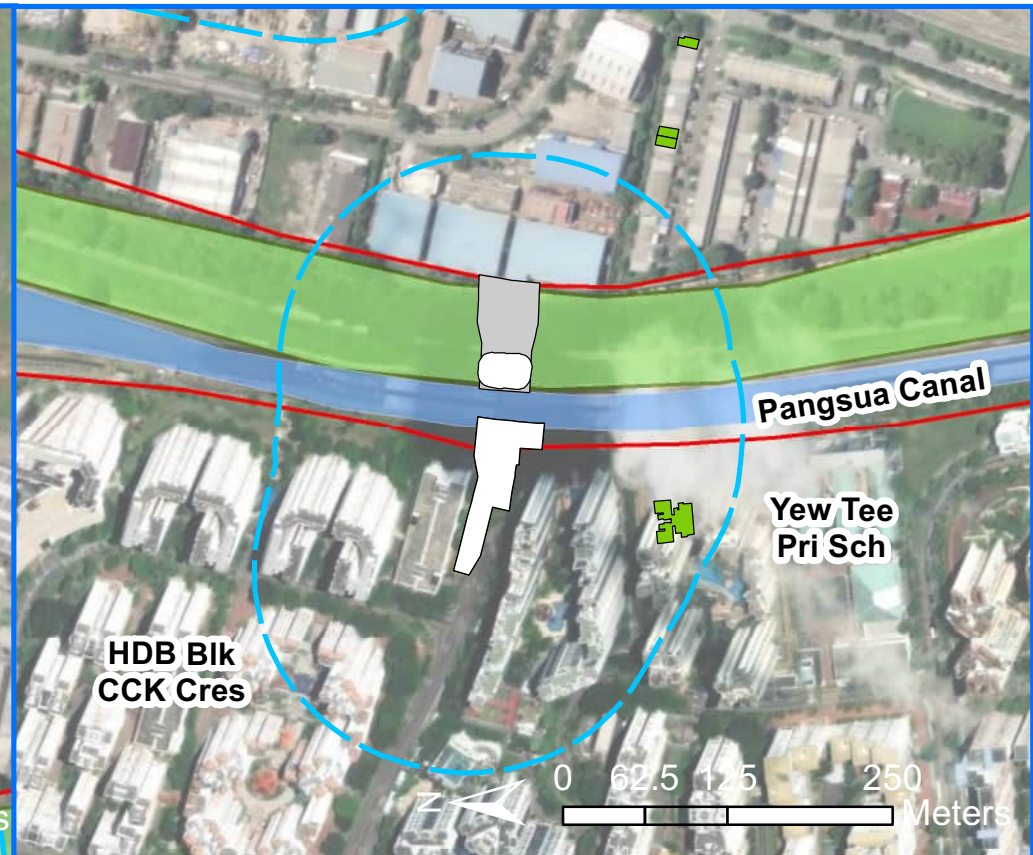 Pangsua Canal
Yew Tee
Pri Sch
HDB Blk
CCK Cres
0 62.5 125 250
Meters
N
s